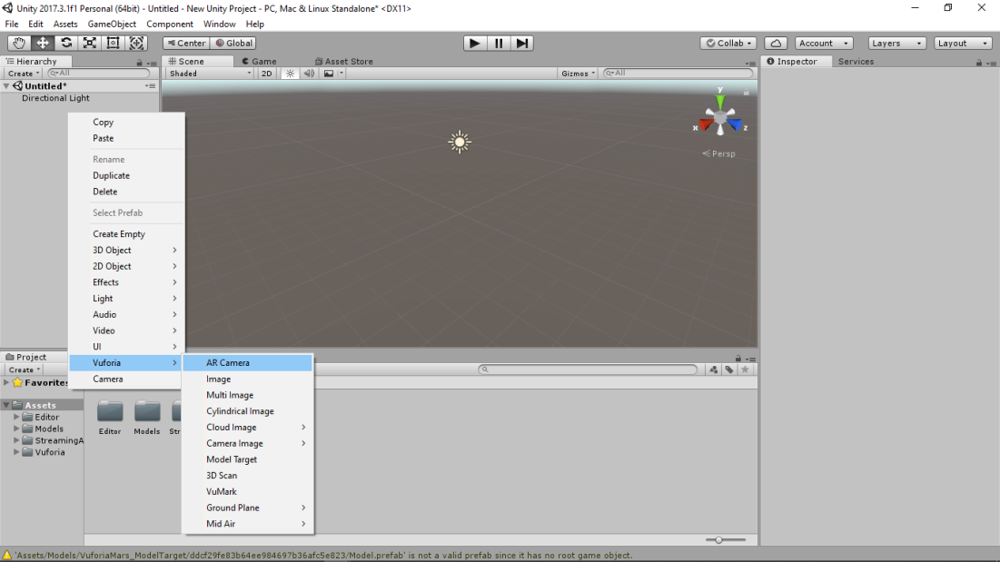 Unity 2017.3.1f1 Personal (64bit) - Untitled - New Unity Project - PC, Mac & Linux Standalone* <DX11>
File Edit Assets GameObject Component Window Help
Center Global Collab Account Layers Layout
Hierarchy Scene Game Asset Store Inspector Services
Create All Shaded 2D Gizmos All
Untitled*
Directional Light
y
x
z
Persp
Copy
Paste
Rename
Duplicate
Delete
Select Prefab
Create Empty
3D Object
2D Object
Effects
Light
Audio
Video
UI
Vuforia
Camera
AR Camera
Image
Multi Image
Cylindrical Image
Cloud Image
Camera Image
Model Target
3D Scan
VuMark
Ground Plane
Mid Air
Project
Create
Favorites
Assets
Editor
Models
StreamingA
Vuforia
Editor Models Str
'Assets/Models/VuforiaMars_ModelTarget/ddcf29fe83b64ee984697b36afc5e823/Model.prefab' is not a valid prefab since it has no root game object.